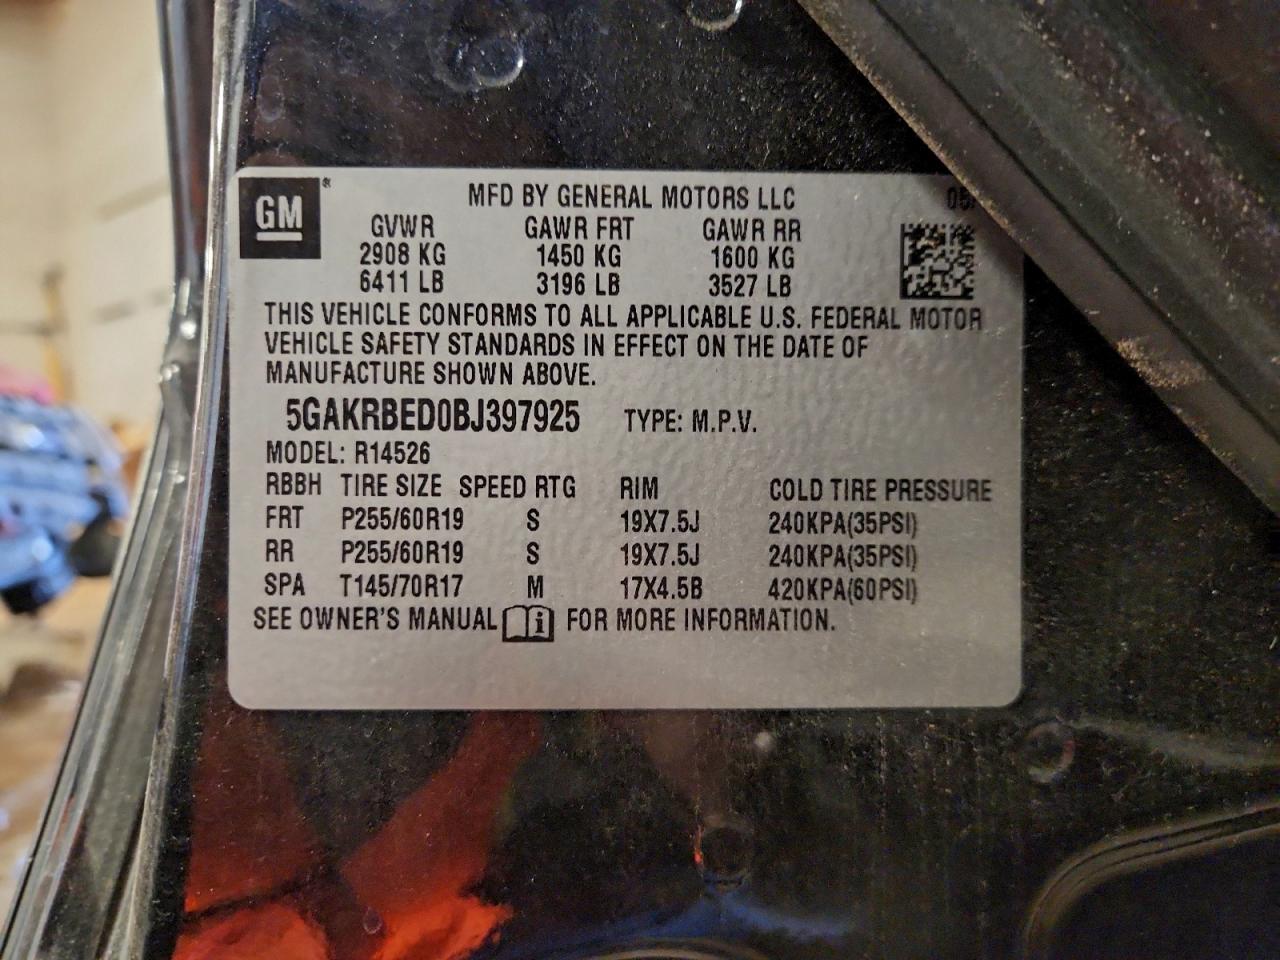 GM ® MFD BY GENERAL MOTORS LLC 05/
GVWR GAWR FRT GAWR RR
2908 KG 1450 KG 1600 KG
6411 LB 3196 LB 3527 LB
THIS VEHICLE CONFORMS TO ALL APPLICABLE U.S. FEDERAL MOTOR
VEHICLE SAFETY STANDARDS IN EFFECT ON THE DATE OF
MANUFACTURE SHOWN ABOVE.
5GAKRBED0BJ397925 TYPE: M.P.V.
MODEL: R14526
RBBH TIRE SIZE SPEED RTG RIM COLD TIRE PRESSURE
FRT P255/60R19 S 19X7.5J 240KPA(35PSI)
RR P255/60R19 S 19X7.5J 240KPA(35PSI)
SPA T145/70R17 M 17X4.5B 420KPA(60PSI)
SEE OWNER'S MANUAL i FOR MORE INFORMATION.